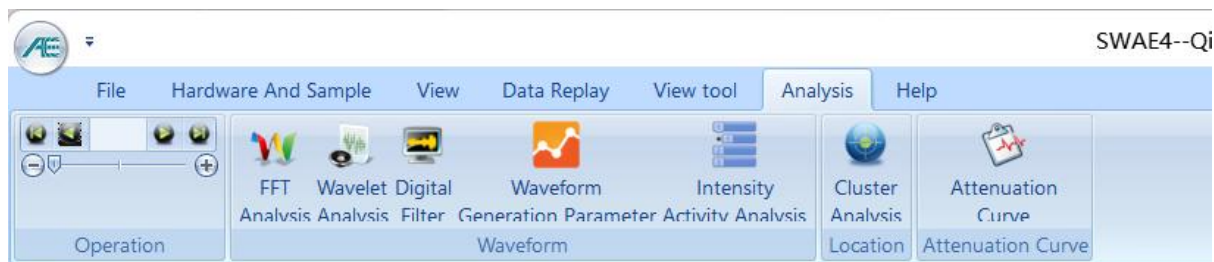 AE
SWAE4--Qi
File Hardware And Sample View Data Replay View tool Analysis Help
FFT Wavelet Digital Waveform Intensity Cluster Attenuation
Analysis Analysis Filter Generation Parameter Activity Analysis Analysis Curve
Operation Waveform Location Attenuation Curve